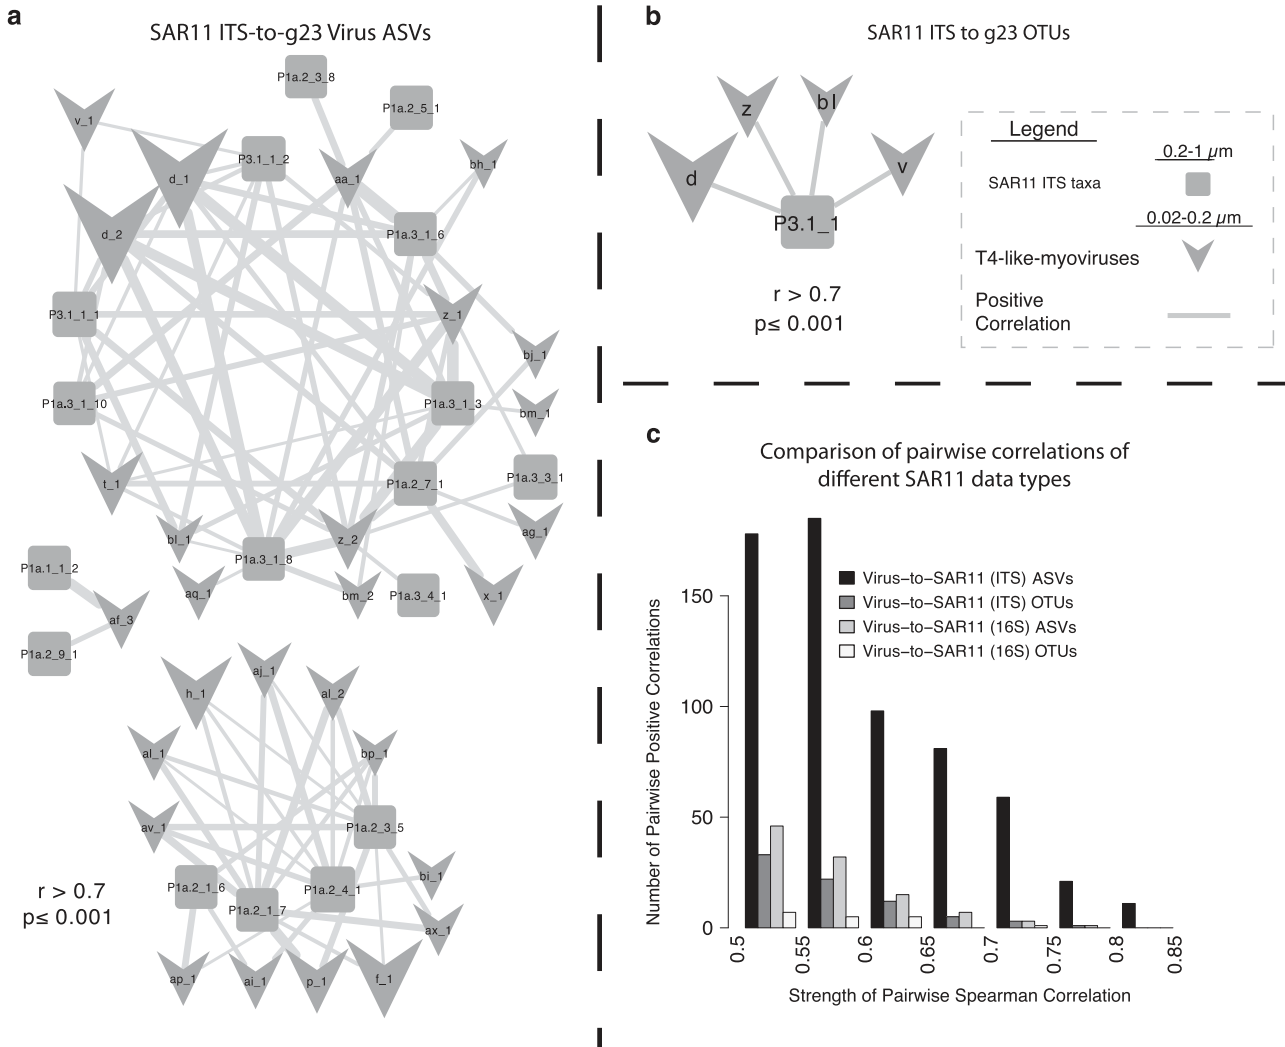 a
SAR11 ITS-to-g23 Virus ASVs
P1a.2_3_8
P1a.2_5_1
v_1
P3.1_1_2
bh_1
d_1
aa_1
d_2
P1a.3_1_6
P3.1_1_1
z_1
bj_1
P1a.3_1_10
P1a.3_1_3
bm_1
t_1
P1a.2_7_1
P1a.3_3_1
bl_1
z_2
ag_1
P1a.3_1_8
P1a.1_1_2
aq_1
bm_2
P1a.3_4_1
x_1
af_3
P1a.2_9_1
aj_1
h_1
al_2
al_1
bp_1
av_1
P1a.2_3_5
P1a.2_1_6
P1a.2_4_1
bi_1
P1a.2_1_7
ax_1
r > 0.7
p≤ 0.001
ap_1
ai_1
p_1
f_1
b
SAR11 ITS to g23 OTUs
z
bl
d
v
P3.1_1
r > 0.7
p≤ 0.001
Legend
0.2-1 µm
SAR11 ITS taxa
0.02-0.2 µm
T4-like-myoviruses
Positive
Correlation
c
Comparison of pairwise correlations of
different SAR11 data types
Virus−to−SAR11 (ITS) ASVs
Virus−to−SAR11 (ITS) OTUs
Virus−to−SAR11 (16S) ASVs
Virus−to−SAR11 (16S) OTUs
Number of Pairwise Positive Correlations
150
100
50
0
0.5
0.55
0.6
0.65
0.7
0.75
0.8
0.85
Strength of Pairwise Spearman Correlation